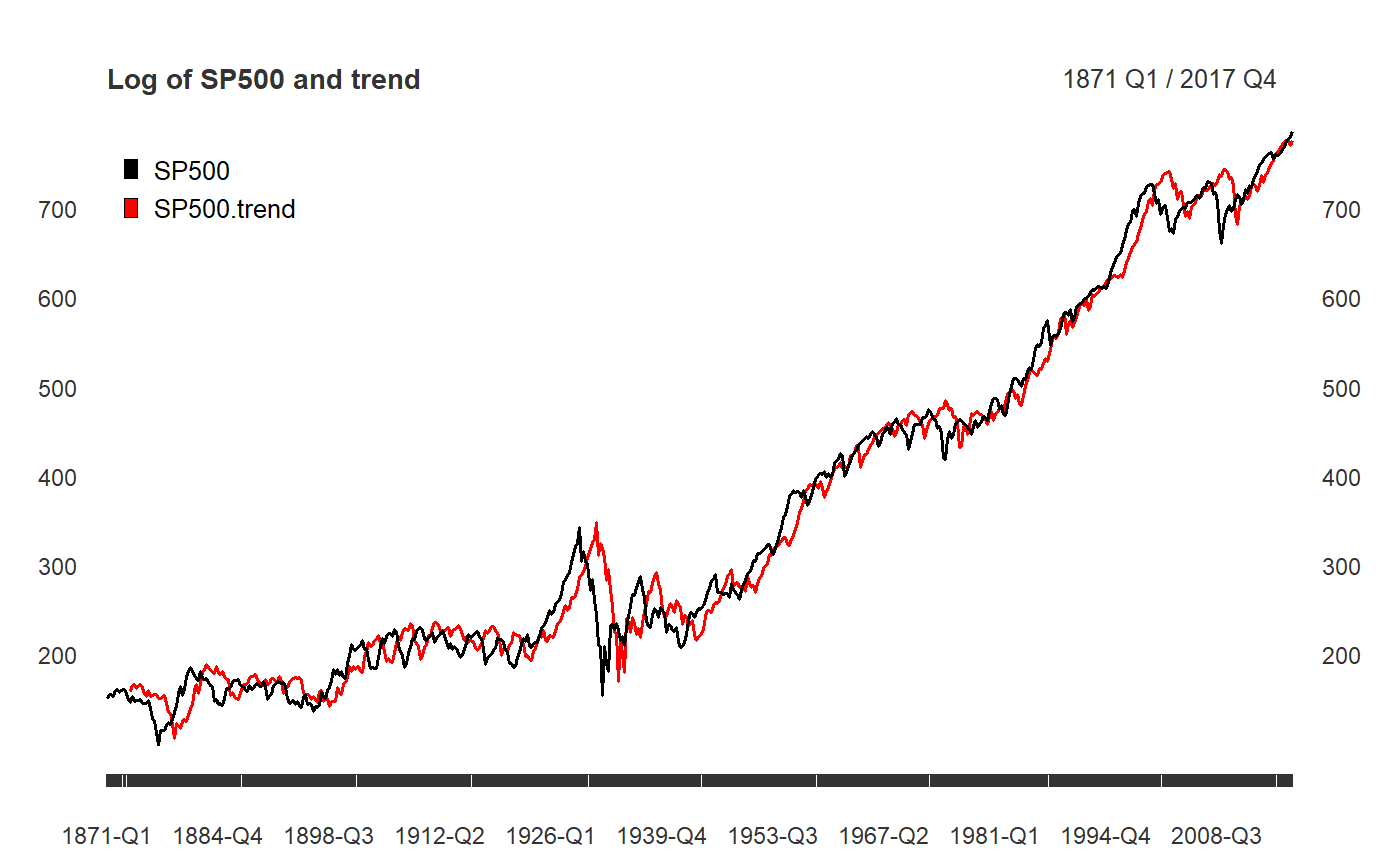 Log of SP500 and trend 1871 Q1 / 2017 Q4
SP500
SP500.trend
700 700
600 600
500 500
400 400
300 300
200 200
1871-Q1 1884-Q4 1898-Q3 1912-Q2 1926-Q1 1939-Q4 1953-Q3 1967-Q2 1981-Q1 1994-Q4 2008-Q3